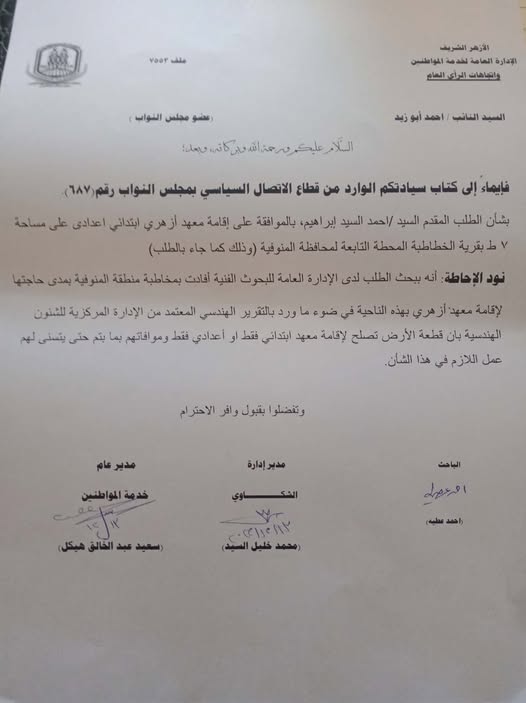 الأزهر الشريف
الإدارة العامة لخدمة المواطنين
واتجاهات الرأي العام
ملف ٧٥٥٣
السيد النائب / احمد أبو زيد
(عضو مجلس النواب )
السلام عليكم ورحمة الله وبركاته وبعد؛
فإيماءً إلى كتاب سيادتكم الوارد من قطاع الاتصال السياسي بمجلس النواب رقم(٦٨٧).
بشأن الطلب المقدم السيد /احمد السيد إبراهيم، بالموافقة على إقامة معهد أزهري ابتدائي اعدادى على مساحة
٧ ط بقرية الخطاطبة المحطة التابعة لمحافظة المنوفية (وذلك كما جاء بالطلب)
نود الإحاطة: أنه ببحث الطلب لدى الإدارة العامة للبحوث الفنية أفادت بمخاطبة منطقة المنوفية بمدى حاجتها
لإقامة معهد أزهري بهذه الناحية في ضوء ما ورد بالتقرير الهندسي المعتمد من الإدارة المركزية للشئون
الهندسية بان قطعة الأرض تصلح لإقامة معهد ابتدائي فقط او أعدادي فقط وموافاتهم بما يتم حتى يتسنى لهم
عمل اللازم في هذا الشأن.
وتفضلوا بقبول وافر الاحترام
الباحث
مدير إدارة
مدير عام
الشكاوي
خدمة المواطنين
(احمد عطيه)
(محمد خليل السيد)
(سعيد عبد الخالق هيكل)